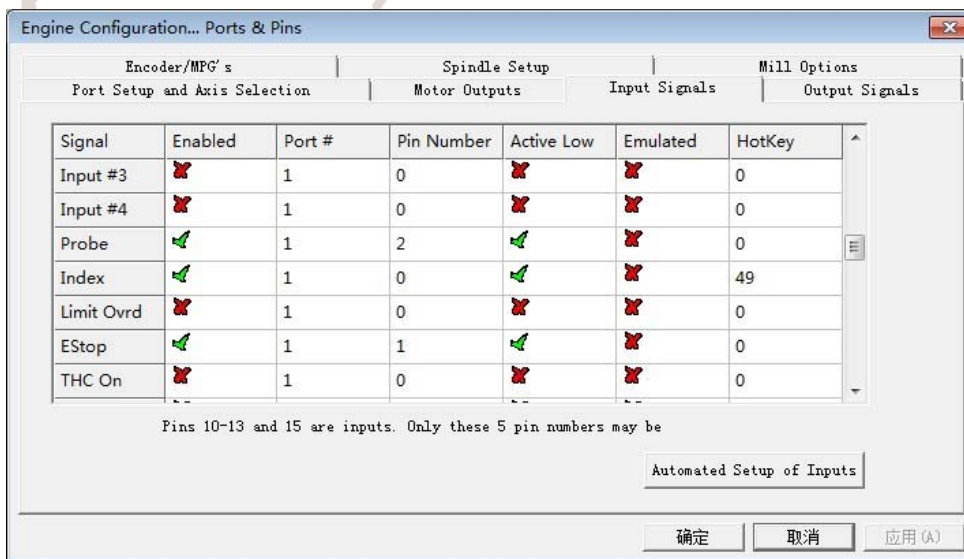 Engine Configuration... Ports & Pins
Encoder/MPG's Spindle Setup Mill Options
Port Setup and Axis Selection Motor Outputs Input Signals Output Signals
Signal Enabled Port # Pin Number Active Low Emulated HotKey
Input #3 1 0 0
Input #4 1 0 0
Probe 1 2 0
Index 1 0 49
Limit Ovrd 1 0 0
EStop 1 1 0
THC On 1 0 0
Pins 10-13 and 15 are inputs. Only these 5 pin numbers may be
Automated Setup of Inputs
确定 取消 应用(A)